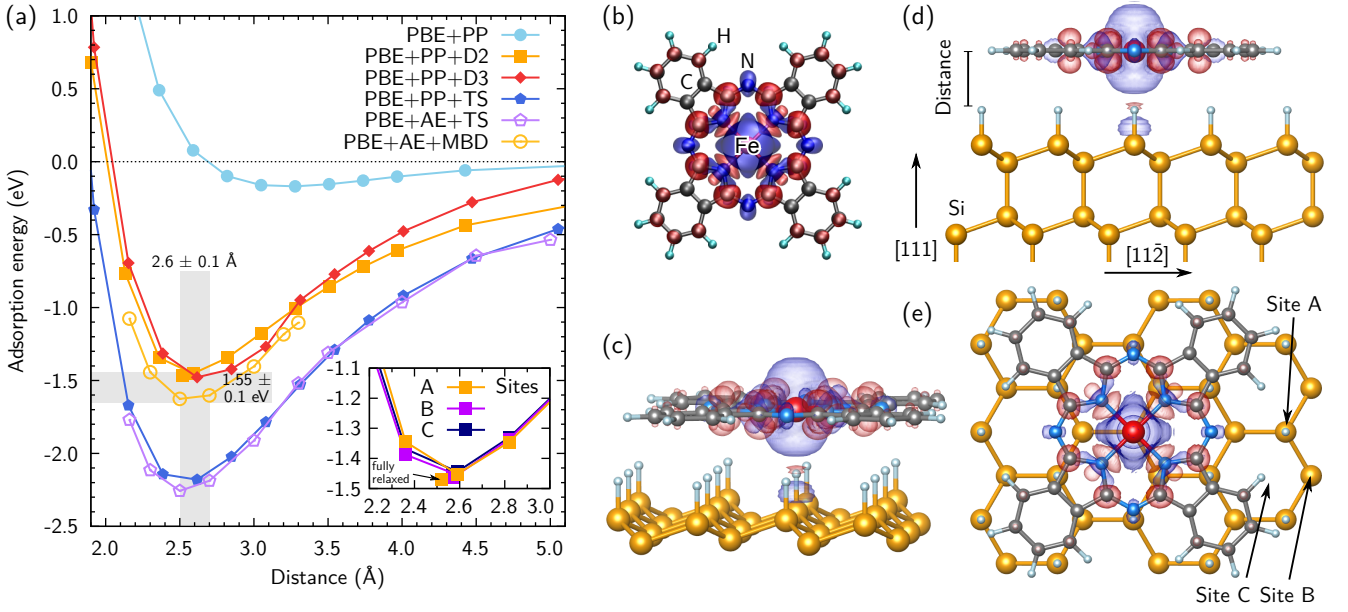 (a)
1.0
0.5
0.0
-0.5
-1.0
-1.5
-2.0
-2.5
Adsorption energy (eV)
2.0 2.5 3.0 3.5 4.0 4.5 5.0
Distance (Å)
PBE+PP
PBE+PP+D2
PBE+PP+D3
PBE+PP+TS
PBE+AE+TS
PBE+AE+MBD
2.6 ± 0.1 Å
1.55 ±
0.1 eV
-1.1
-1.2
-1.3
-1.4
-1.5
A Sites
B
C
fully
relaxed
2.2 2.4 2.6 2.8 3.0
(b)
H
N
C
Fe
(c)
(d)
Distance
Si
[111]
[112̄]
(e)
Site A
Site C Site B